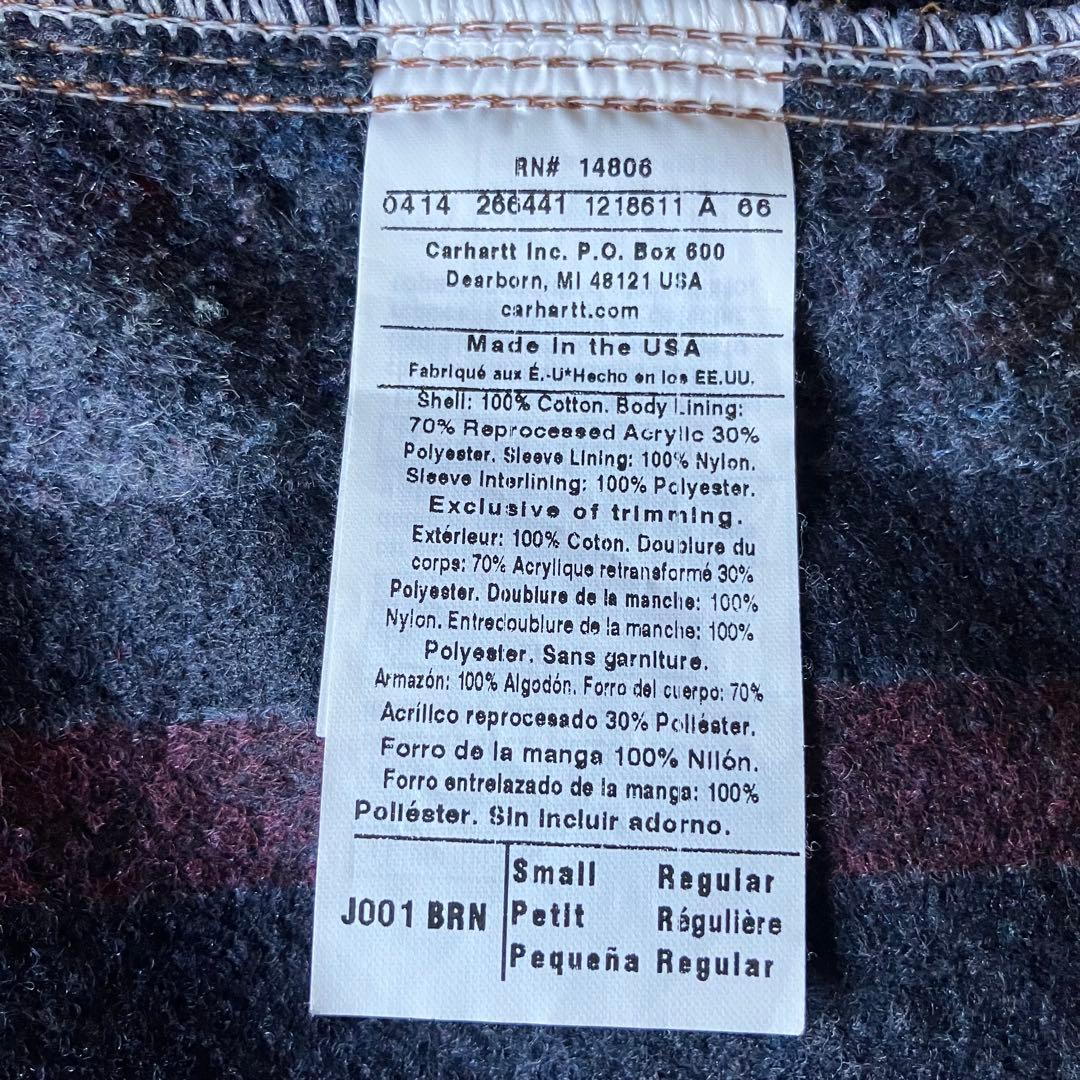 RN# 14806
0414 266441 1218611 A 66
Carhartt Inc. P.O. Box 600
Dearborn, MI 48121 USA
carhartt.com
Made in the USA
Fabriqué aux É.-U*Hecho en los EE.UU.
Shell: 100% Cotton. Body Lining:
70% Reprocessed Acrylic 30%
Polyester. Sleeve Lining: 100% Nylon.
Sleeve Interlining: 100% Polyester.
Exclusive of trimming.
Extérieur: 100% Coton. Doublure du
corps: 70% Acrylique retransformé 30%
Polyester. Doublure de la manche: 100%
Nylon. Entredoublure de la manche: 100%
Polyester. Sans garniture.
Armazón: 100% Algodón. Forro del cuerpo: 70%
Acrílico reprocesado 30% Poliéster.
Forro de la manga 100% Nilón.
Forro entrelazado de la manga: 100%
Poliéster. Sin incluir adorno.
Small Regular
J001 BRN Petit Régulière
Pequeña Regular